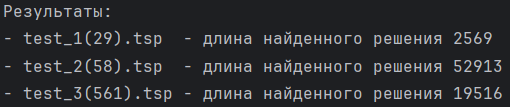 Результаты:
- test_1(29).tsp  - длина найденного решения 2569
- test_2(58).tsp  - длина найденного решения 52913
- test_3(561).tsp - длина найденного решения 19516